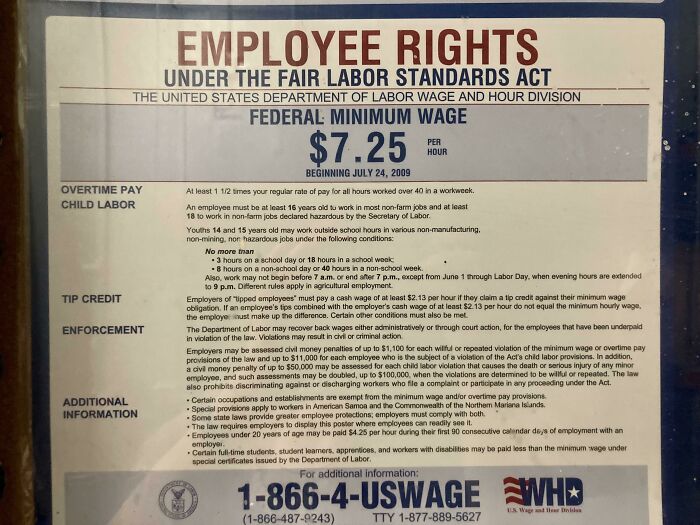 EMPLOYEE RIGHTS
UNDER THE FAIR LABOR STANDARDS ACT
THE UNITED STATES DEPARTMENT OF LABOR WAGE AND HOUR DIVISION
FEDERAL MINIMUM WAGE
$7.25 PER HOUR
BEGINNING JULY 24, 2009
OVERTIME PAY
At least 1 1/2 times your regular rate of pay for all hours worked over 40 in a workweek.
CHILD LABOR
An employee must be at least 16 years old to work in most non-farm jobs and at least
18 to work in non-farm jobs declared hazardous by the Secretary of Labor.
Youths 14 and 15 years old may work outside school hours in various non-manufacturing,
non-mining, non hazardous jobs under the following conditions:
No more than
• 3 hours on a school day or 18 hours in a school week;
• 8 hours on a non-school day or 40 hours in a non-school week.
Also, work may not begin before 7 a.m. or end after 7 p.m., except from June 1 through Labor Day, when evening hours are extended
to 9 p.m. Different rules apply in agricultural employment.
TIP CREDIT
Employers of "tipped employees" must pay a cash wage of at least $2.13 per hour if they claim a tip credit against their minimum wage
obligation. If an employee's tips combined with the employer's cash wage of at least $2.13 per hour do not equal the minimum hourly wage,
the employer must make up the difference. Certain other conditions must also be met.
ENFORCEMENT
The Department of Labor may recover back wages either administratively or through court action, for the employees that have been underpaid
in violation of the law. Violations may result in civil or criminal action.
Employers may be assessed civil money penalties of up to $1,100 for each willful or repeated violation of the minimum wage or overtime pay
provisions of the law and up to $11,000 for each employee who is the subject of a violation of the Act's child labor provisions. In addition,
a civil money penalty of up to $50,000 may be assessed for each child labor violation that causes the death or serious injury of any minor
employee, and such assessments may be doubled, up to $100,000, when the violations are determined to be willful or repeated. The law
also prohibits discriminating against or discharging workers who file a complaint or participate in any proceeding under the Act.
ADDITIONAL
INFORMATION
• Certain occupations and establishments are exempt from the minimum wage and/or overtime pay provisions.
• Special provisions apply to workers in American Samoa and the Commonwealth of the Northern Mariana Islands.
• Some state laws provide greater employee protections; employers must comply with both.
• The law requires employers to display this poster where employees can readily see it.
• Employees under 20 years of age may be paid $4.25 per hour during their first 90 consecutive calendar days of employment with an
employer.
• Certain full-time students, student learners, apprentices, and workers with disabilities may be paid less than the minimum wage under
special certificates issued by the Department of Labor.
For additional information:
1-866-4-USWAGE
(1-866-487-9243) TTY 1-877-889-5627
WHD
U.S. Wage and Hour Division